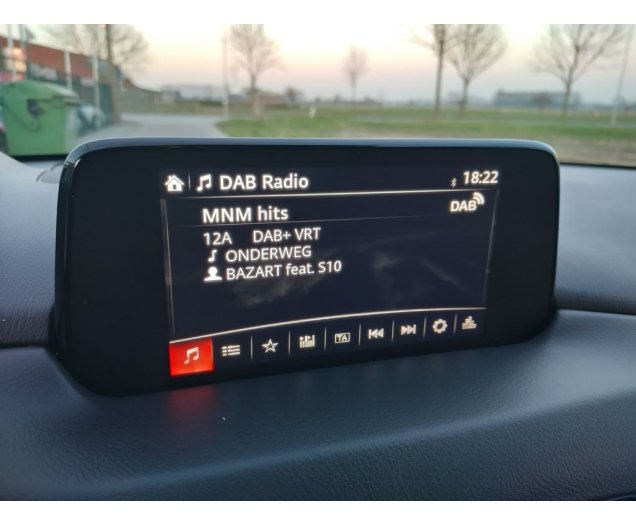 DAB Radio
18:22
MNM hits
DAB
12A DAB+ VRT
ONDERWEG
BAZART feat. S10
TA